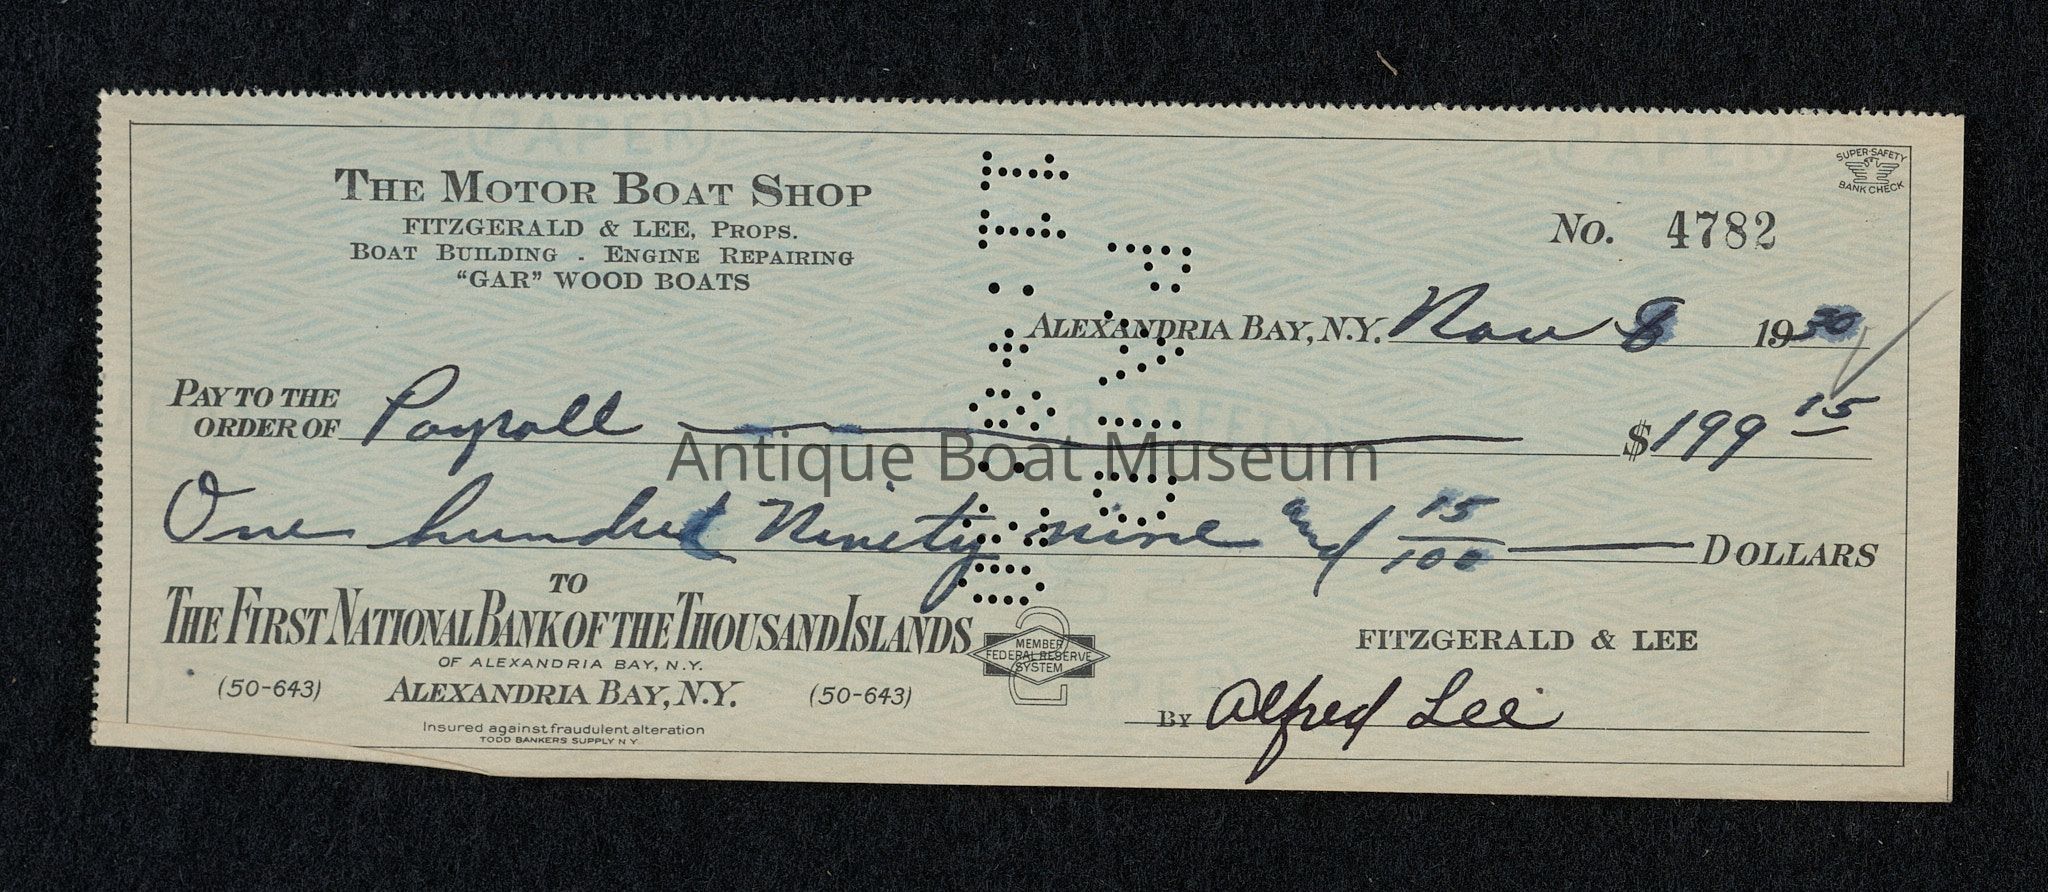 SUPER-SAFETY
BANK CHECK
THE MOTOR BOAT SHOP
FITZGERALD & LEE, PROPS.
BOAT BUILDING . ENGINE REPAIRING
"GAR" WOOD BOATS
No. 4782
ALEXANDRIA BAY, N.Y. Nov 8 1930
PAY TO THE
ORDER OF Payroll $199 15
Antique Boat Museum
One hundred Ninety nine and 15/100 DOLLARS
TO
THE FIRST NATIONAL BANK OF THE THOUSAND ISLANDS
OF ALEXANDRIA BAY, N.Y.
(50-643) ALEXANDRIA BAY, N.Y. (50-643)
Insured against fraudulent alteration
TODD BANKERS SUPPLY N Y
MEMBER
FEDERAL RESERVE
SYSTEM
2
FITZGERALD & LEE
BY Alfred Lee